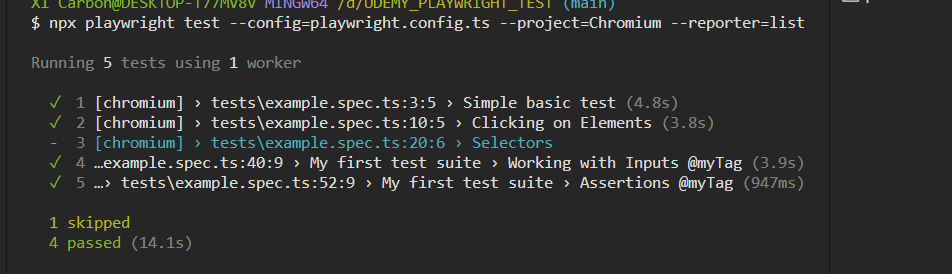 X1 Carbon@DESKTOP-T77MV8V MINGW64 /d/UDEMY_PLAYWRIGHT_TEST (main)
$ npx playwright test --config=playwright.config.ts --project=Chromium --reporter=list
Running 5 tests using 1 worker
✓ 1 [chromium] › tests\example.spec.ts:3:5 › Simple basic test (4.8s)
✓ 2 [chromium] › tests\example.spec.ts:10:5 › Clicking on Elements (3.8s)
- 3 [chromium] › tests\example.spec.ts:20:6 › Selectors
✓ 4 …example.spec.ts:40:9 › My first test suite › Working with Inputs @myTag (3.9s)
✓ 5 …› tests\example.spec.ts:52:9 › My first test suite › Assertions @myTag (947ms)
1 skipped
4 passed (14.1s)